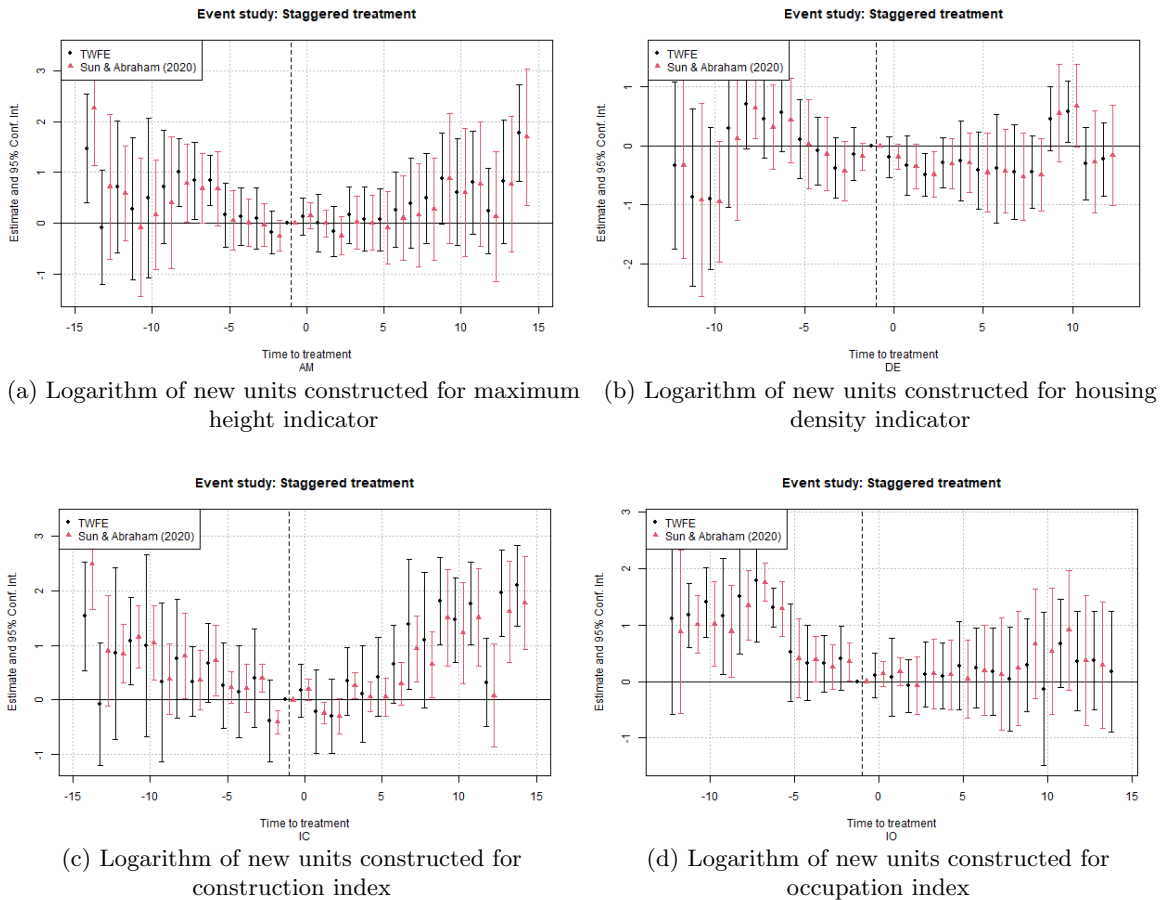 Event study: Staggered treatment
TWFE
Sun & Abraham (2020)
Estimate and 95% Conf. Int.
3
2
1
0
-1
-15 -10 -5 0 5 10 15
Time to treatment
AM
(a) Logarithm of new units constructed for maximum
height indicator
Event study: Staggered treatment
TWFE
Sun & Abraham (2020)
Estimate and 95% Conf. Int.
1
0
-1
-2
-10 -5 0 5 10
Time to treatment
DE
(b) Logarithm of new units constructed for housing
density indicator
Event study: Staggered treatment
TWFE
Sun & Abraham (2020)
Estimate and 95% Conf. Int.
3
2
1
0
-1
-15 -10 -5 0 5 10 15
Time to treatment
IC
(c) Logarithm of new units constructed for
construction index
Event study: Staggered treatment
TWFE
Sun & Abraham (2020)
Estimate and 95% Conf. Int.
3
2
1
0
-1
-10 -5 0 5 10 15
Time to treatment
IO
(d) Logarithm of new units constructed for
occupation index